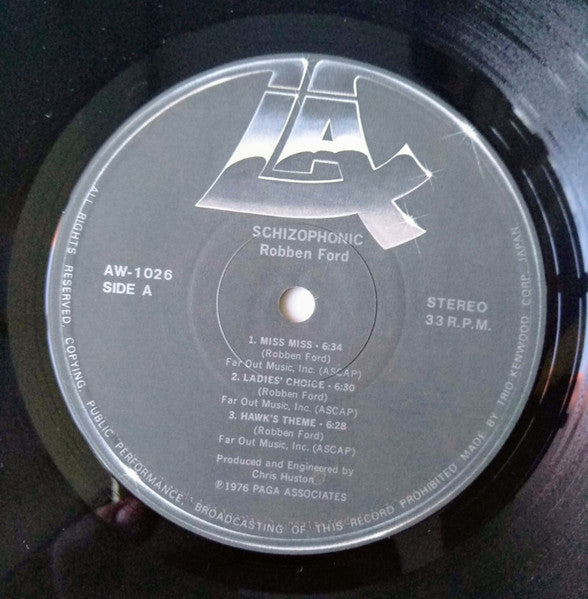 LAX
SCHIZOPHONIC
Robben Ford
AW-1026
SIDE A
STEREO
33 R.P.M.
1. MISS MISS • 6:34
(Robben Ford)
Far Out Music, Inc. (ASCAP)
2. LADIES' CHOICE • 6:30
(Robben Ford)
Far Out Music, Inc. (ASCAP)
3. HAWK'S THEME • 6:28
(Robben Ford)
Far Out Music, Inc. (ASCAP)
Produced and Engineered by
Chris Huston
℗1976 PAGA ASSOCIATES
ALL RIGHTS RESERVED. COPYING, PUBLIC PERFORMANCE, BROADCASTING OF THIS RECORD PROHIBITED MADE BY TRIO-KENWOOD CORP. JAPAN